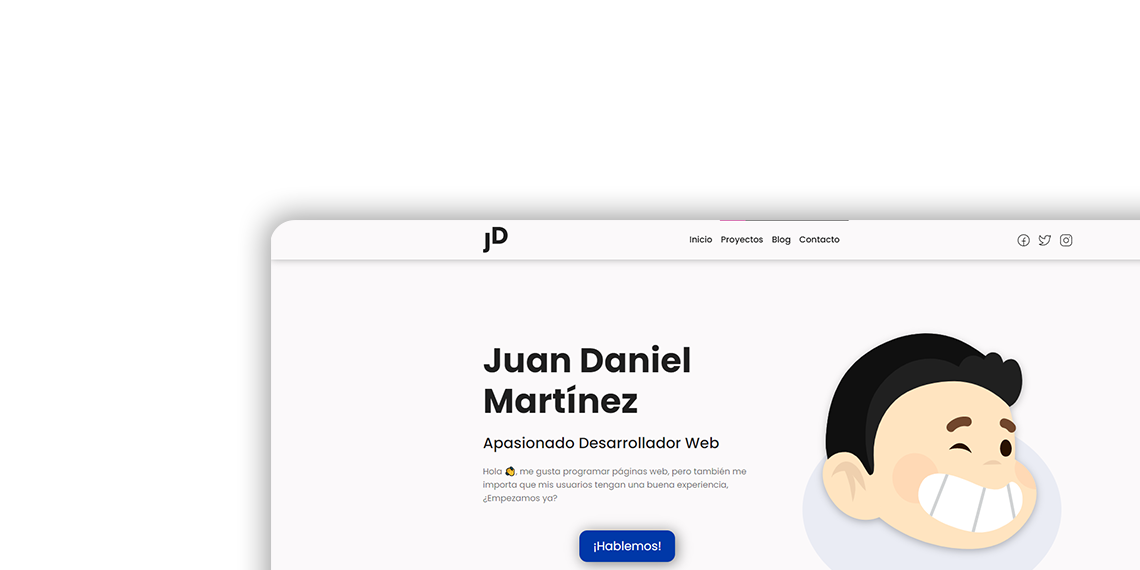 JD
Inicio Proyectos Blog Contacto
Juan Daniel
Martínez
Apasionado Desarrollador Web
Hola 👋, me gusta programar páginas web, pero también me
importa que mis usuarios tengan una buena experiencia,
¿Empezamos ya?
¡Hablemos!